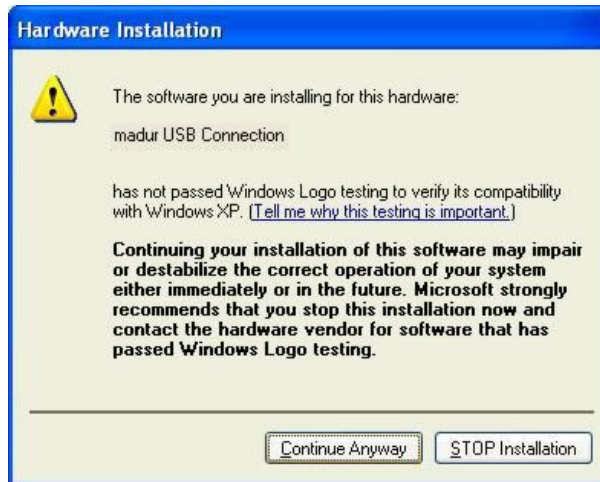 Hardware Installation
The software you are installing for this hardware:
madur USB Connection
has not passed Windows Logo testing to verify its compatibility
with Windows XP. (Tell me why this testing is important.)
Continuing your installation of this software may impair
or destabilize the correct operation of your system
either immediately or in the future. Microsoft strongly
recommends that you stop this installation now and
contact the hardware vendor for software that has
passed Windows Logo testing.
Continue Anyway
STOP Installation